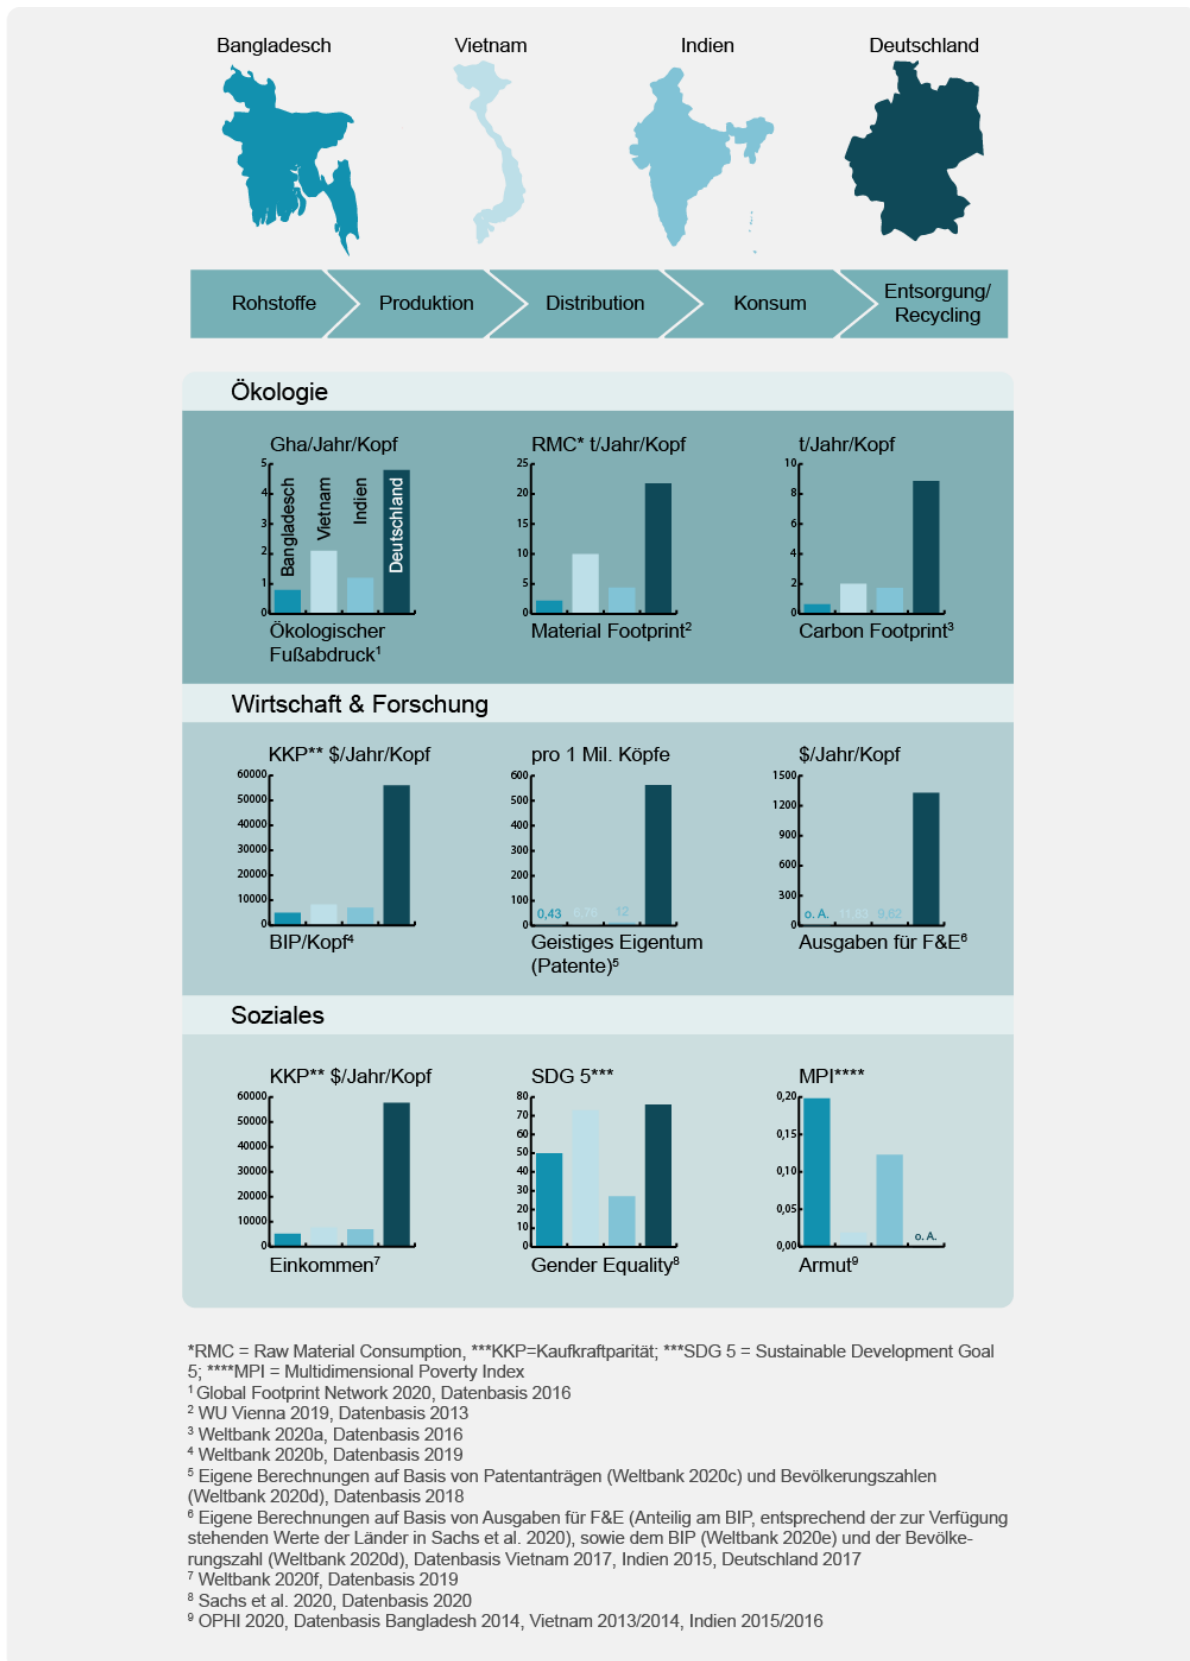 Bangladesch
Vietnam
Indien
Deutschland
Rohstoffe
Produktion
Distribution
Konsum
Entsorgung/
Recycling
Ökologie
Gha/Jahr/Kopf
5
4
3
2
1
0
Bangladesch
Vietnam
Indien
Deutschland
Ökologischer
Fußabdruck¹
RMC* t/Jahr/Kopf
25
20
15
10
5
0
Material Footprint²
t/Jahr/Kopf
10
8
6
4
2
0
Carbon Footprint³
Wirtschaft & Forschung
KKP** $/Jahr/Kopf
60000
50000
40000
30000
20000
10000
0
BIP/Kopf⁴
pro 1 Mil. Köpfe
600
500
400
300
200
100
0
0,43
6,76
12
Geistiges Eigentum
(Patente)⁵
$/Jahr/Kopf
1500
1200
900
600
300
0
o. A.
11,83
9,62
Ausgaben für F&E⁶
Soziales
KKP** $/Jahr/Kopf
60000
50000
40000
30000
20000
10000
0
Einkommen⁷
SDG 5***
80
70
60
50
40
30
20
10
0
Gender Equality⁸
MPI****
0,20
0,15
0,10
0,05
0,00
o. A.
Armut⁹
*RMC = Raw Material Consumption, ***KKP=Kaufkraftparität; ***SDG 5 = Sustainable Development Goal
5; ****MPI = Multidimensional Poverty Index
¹ Global Footprint Network 2020, Datenbasis 2016
² WU Vienna 2019, Datenbasis 2013
³ Weltbank 2020a, Datenbasis 2016
⁴ Weltbank 2020b, Datenbasis 2019
⁵ Eigene Berechnungen auf Basis von Patentanträgen (Weltbank 2020c) und Bevölkerungszahlen
(Weltbank 2020d), Datenbasis 2018
⁶ Eigene Berechnungen auf Basis von Ausgaben für F&E (Anteilig am BIP, entsprechend der zur Verfügung
stehenden Werte der Länder in Sachs et al. 2020), sowie dem BIP (Weltbank 2020e) und der Bevölke-
rungszahl (Weltbank 2020d), Datenbasis Vietnam 2017, Indien 2015, Deutschland 2017
⁷ Weltbank 2020f, Datenbasis 2019
⁸ Sachs et al. 2020, Datenbasis 2020
⁹ OPHI 2020, Datenbasis Bangladesh 2014, Vietnam 2013/2014, Indien 2015/2016